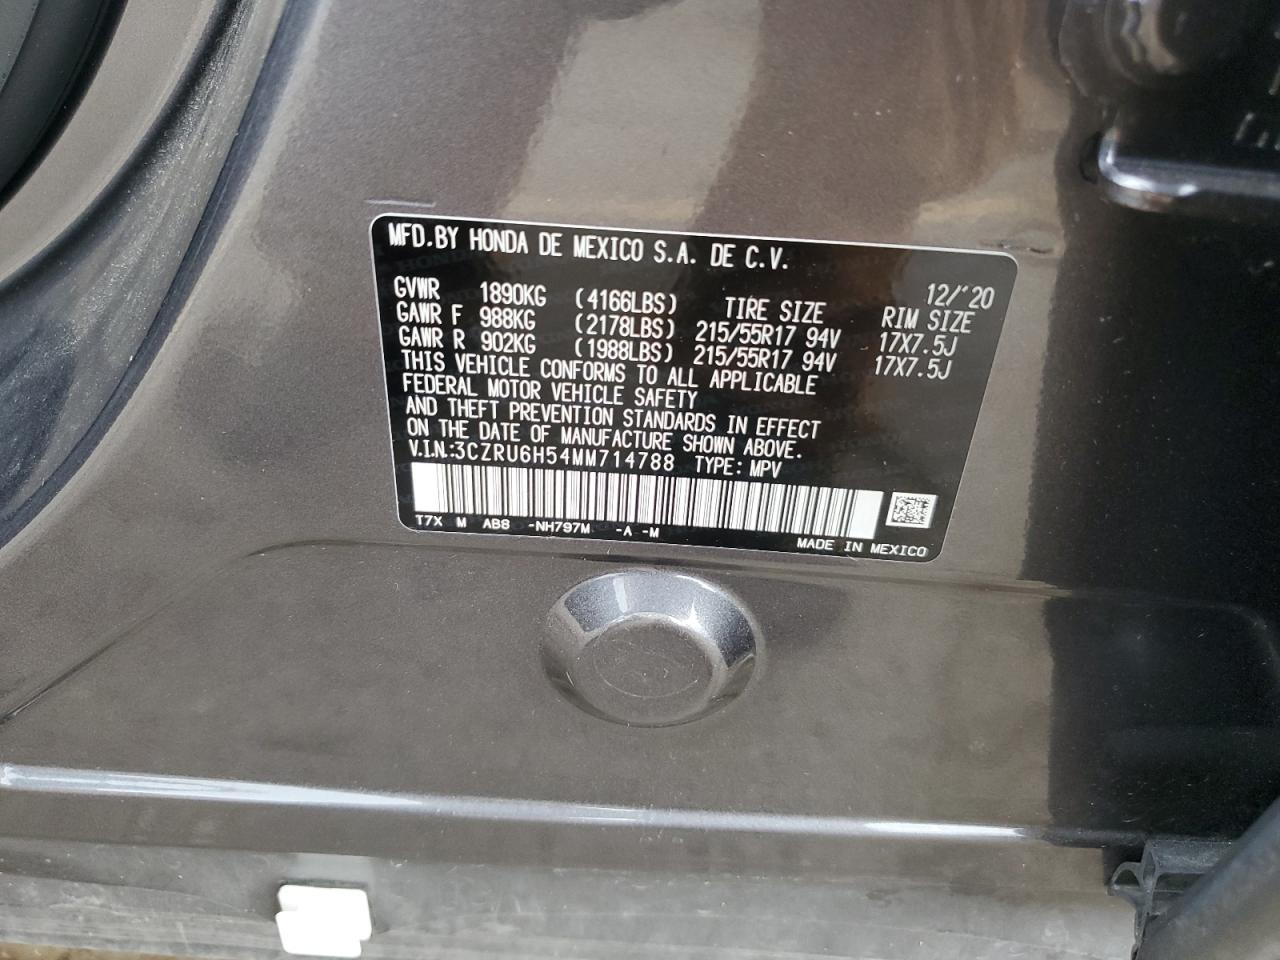 MFD.BY HONDA DE MEXICO S.A. DE C.V.
12/'20
GVWR 1890KG (4166LBS) TIRE SIZE RIM SIZE
GAWR F 988KG (2178LBS) 215/55R17 94V 17X7.5J
GAWR R 902KG (1988LBS) 215/55R17 94V 17X7.5J
THIS VEHICLE CONFORMS TO ALL APPLICABLE
FEDERAL MOTOR VEHICLE SAFETY
AND THEFT PREVENTION STANDARDS IN EFFECT
ON THE DATE OF MANUFACTURE SHOWN ABOVE.
V.I.N.:3CZRU6H54MM714788 TYPE: MPV
T7X M AB8 -NH797M -A -M
MADE IN MEXICO